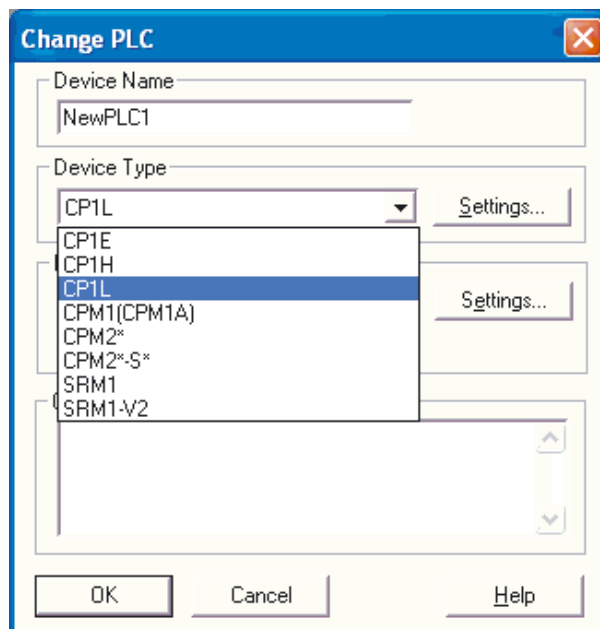 Change PLC
Device Name
NewPLC1
Device Type
CP1L
Settings...
CP1E
CP1H
CP1L
CPM1(CPM1A)
CPM2*
CPM2*-S*
SRM1
SRM1-V2
Settings...
OK
Cancel
Help